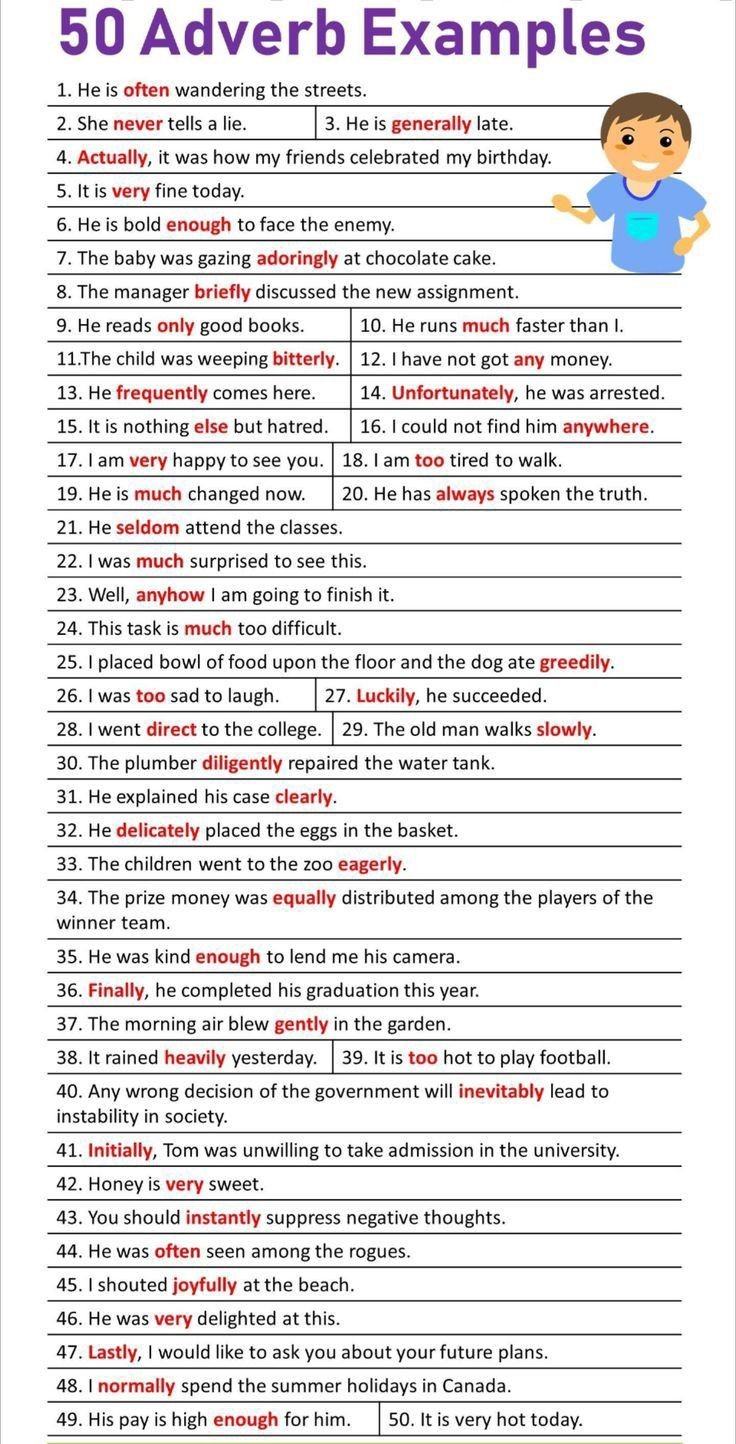 50 Adverb Examples
1. He is often wandering the streets.
2. She never tells a lie.
3. He is generally late.
4. Actually, it was how my friends celebrated my birthday.
5. It is very fine today.
6. He is bold enough to face the enemy.
7. The baby was gazing adoringly at chocolate cake.
8. The manager briefly discussed the new assignment.
9. He reads only good books.
10. He runs much faster than I.
11.The child was weeping bitterly.
12. I have not got any money.
13. He frequently comes here.
14. Unfortunately, he was arrested.
15. It is nothing else but hatred.
16. I could not find him anywhere.
17. I am very happy to see you.
18. I am too tired to walk.
19. He is much changed now.
20. He has always spoken the truth.
21. He seldom attend the classes.
22. I was much surprised to see this.
23. Well, anyhow I am going to finish it.
24. This task is much too difficult.
25. I placed bowl of food upon the floor and the dog ate greedily.
26. I was too sad to laugh.
27. Luckily, he succeeded.
28. I went direct to the college.
29. The old man walks slowly.
30. The plumber diligently repaired the water tank.
31. He explained his case clearly.
32. He delicately placed the eggs in the basket.
33. The children went to the zoo eagerly.
34. The prize money was equally distributed among the players of the
winner team.
35. He was kind enough to lend me his camera.
36. Finally, he completed his graduation this year.
37. The morning air blew gently in the garden.
38. It rained heavily yesterday.
39. It is too hot to play football.
40. Any wrong decision of the government will inevitably lead to
instability in society.
41. Initially, Tom was unwilling to take admission in the university.
42. Honey is very sweet.
43. You should instantly suppress negative thoughts.
44. He was often seen among the rogues.
45. I shouted joyfully at the beach.
46. He was very delighted at this.
47. Lastly, I would like to ask you about your future plans.
48. I normally spend the summer holidays in Canada.
49. His pay is high enough for him.
50. It is very hot today.